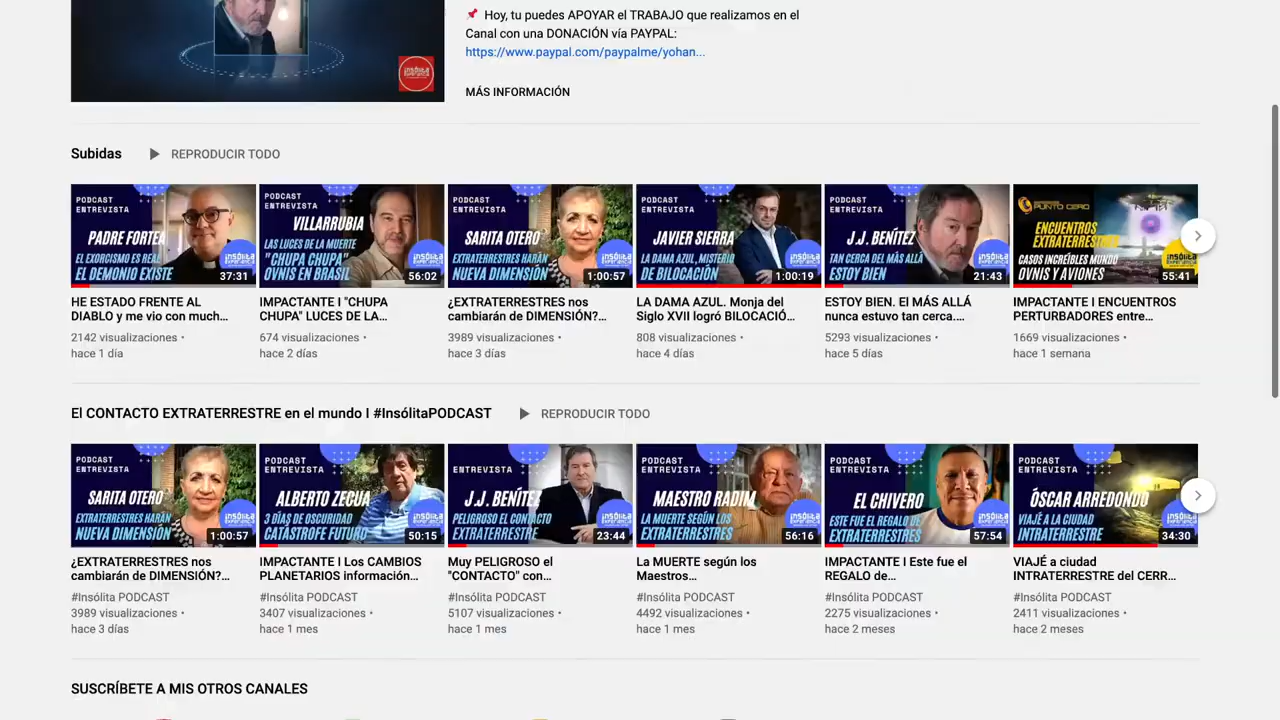 📌 Hoy, tu puedes APOYAR el TRABAJO que realizamos en el
Canal con una DONACIÓN vía PAYPAL:
https://www.paypal.com/paypalme/yohan...
MÁS INFORMACIÓN
Subidas
REPRODUCIR TODO
PODCAST
ENTREVISTA
PADRE FORTEA
EL EXORCISMO ES REAL
EL DEMONIO EXISTE
37:31
HE ESTADO FRENTE AL
DIABLO y me vio con much...
2142 visualizaciones •
hace 1 día
PODCAST
ENTREVISTA
VILLARRUBIA
LAS LUCES DE LA MUERTE
"CHUPA CHUPA"
OVNIS EN BRASIL
56:02
IMPACTANTE I "CHUPA
CHUPA" LUCES DE LA...
674 visualizaciones •
hace 2 días
PODCAST
ENTREVISTA
SARITA OTERO
EXTRATERRESTRES HARÁN
NUEVA DIMENSIÓN
1:00:57
¿EXTRATERRESTRES nos
cambiarán de DIMENSIÓN?...
3989 visualizaciones •
hace 3 días
PODCAST
ENTREVISTA
JAVIER SIERRA
LA DAMA AZUL, MISTERIO
DE BILOCACIÓN
1:00:19
LA DAMA AZUL. Monja del
Siglo XVII logró BILOCACIÓ...
808 visualizaciones •
hace 4 días
PODCAST
ENTREVISTA
J.J. BENÍTEZ
TAN CERCA DEL MÁS ALLÁ
ESTOY BIEN
21:43
ESTOY BIEN. El MÁS ALLÁ
nunca estuvo tan cerca....
5293 visualizaciones •
hace 5 días
PUNTO CERO
ENCUENTROS
EXTRATERRESTRES
CASOS INCREÍBLES MUNDO
OVNIS Y AVIONES
55:41
IMPACTANTE I ENCUENTROS
PERTURBADORES entre...
1669 visualizaciones •
hace 1 semana
El CONTACTO EXTRATERRESTRE en el mundo I #InsólitaPODCAST
REPRODUCIR TODO
PODCAST
ENTREVISTA
SARITA OTERO
EXTRATERRESTRES HARÁN
NUEVA DIMENSIÓN
1:00:57
¿EXTRATERRESTRES nos
cambiarán de DIMENSIÓN?...
#Insólita PODCAST
3989 visualizaciones •
hace 3 días
PODCAST
ENTREVISTA
ALBERTO ZECUA
3 DÍAS DE OSCURIDAD
CATÁSTROFE FUTURO
50:15
IMPACTANTE I Los CAMBIOS
PLANETARIOS información...
#Insólita PODCAST
3407 visualizaciones •
hace 1 mes
ENTREVISTA
J.J. BENÍTEZ
PELIGROSO EL CONTACTO
EXTRATERRESTRE
23:44
Muy PELIGROSO el
"CONTACTO" con...
#Insólita PODCAST
5107 visualizaciones •
hace 1 mes
PODCAST
ENTREVISTA
MAESTRO RADIM
LA MUERTE SEGÚN LOS
EXTRATERRESTRES
56:16
La MUERTE según los
Maestros...
#Insólita PODCAST
4492 visualizaciones •
hace 1 mes
PODCAST
ENTREVISTA
EL CHIVERO
ESTE FUE EL REGALO DE
EXTRATERRESTRES
57:54
IMPACTANTE I Este fue el
REGALO de...
#Insólita PODCAST
2275 visualizaciones •
hace 2 meses
PODCAST
ENTREVISTA
ÓSCAR ARREDONDO
VIAJÉ A LA CIUDAD
INTRATERRESTRE
34:30
VIAJÉ a ciudad
INTRATERRESTRE del CERR...
#Insólita PODCAST
2411 visualizaciones •
hace 2 meses
SUSCRÍBETE A MIS OTROS CANALES